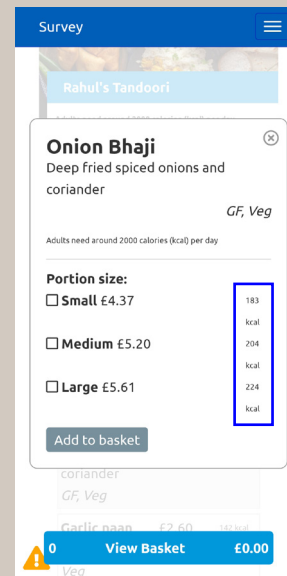 Survey
Rahul's Tandoori
Onion Bhaji
Deep fried spiced onions and
coriander
GF, Veg
Adults need around 2000 calories (kcal) per day
Portion size:
Small £4.37 183 kcal
Medium £5.20 204 kcal
Large £5.61 224 kcal
Add to basket
coriander
GF, Veg
Garlic naan £2.60
0 View Basket £0.00
Veg